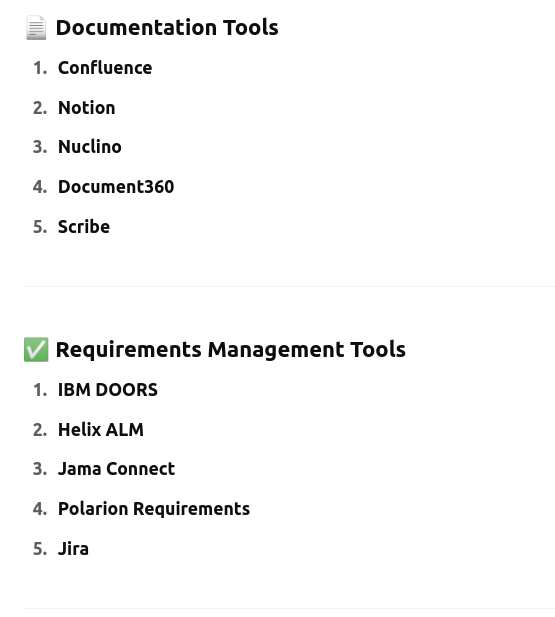 📄 Documentation Tools
1. Confluence
2. Notion
3. Nuclino
4. Document360
5. Scribe
✅ Requirements Management Tools
1. IBM DOORS
2. Helix ALM
3. Jama Connect
4. Polarion Requirements
5. Jira